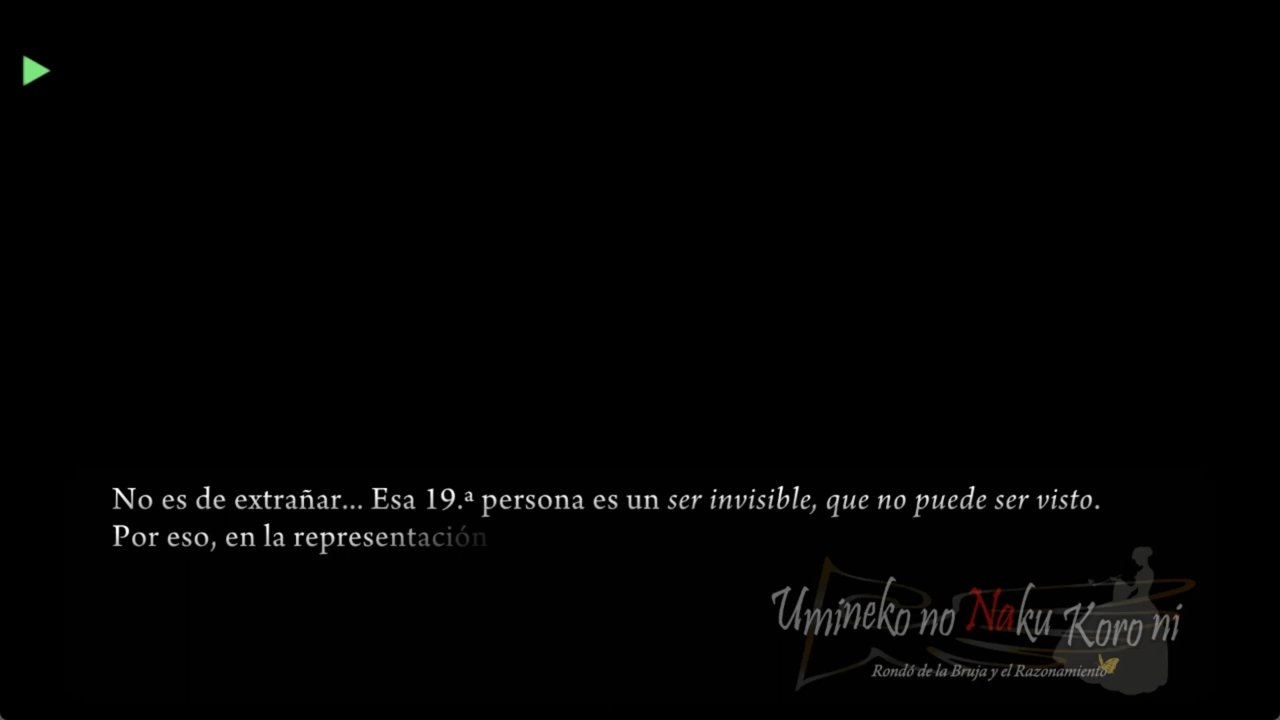 No es de extrañar... Esa 19.ª persona es un ser invisible, que no puede ser visto.
Por eso, en la representación
Umineko no Naku Koro ni
Rondó de la Bruja y el Razonamiento